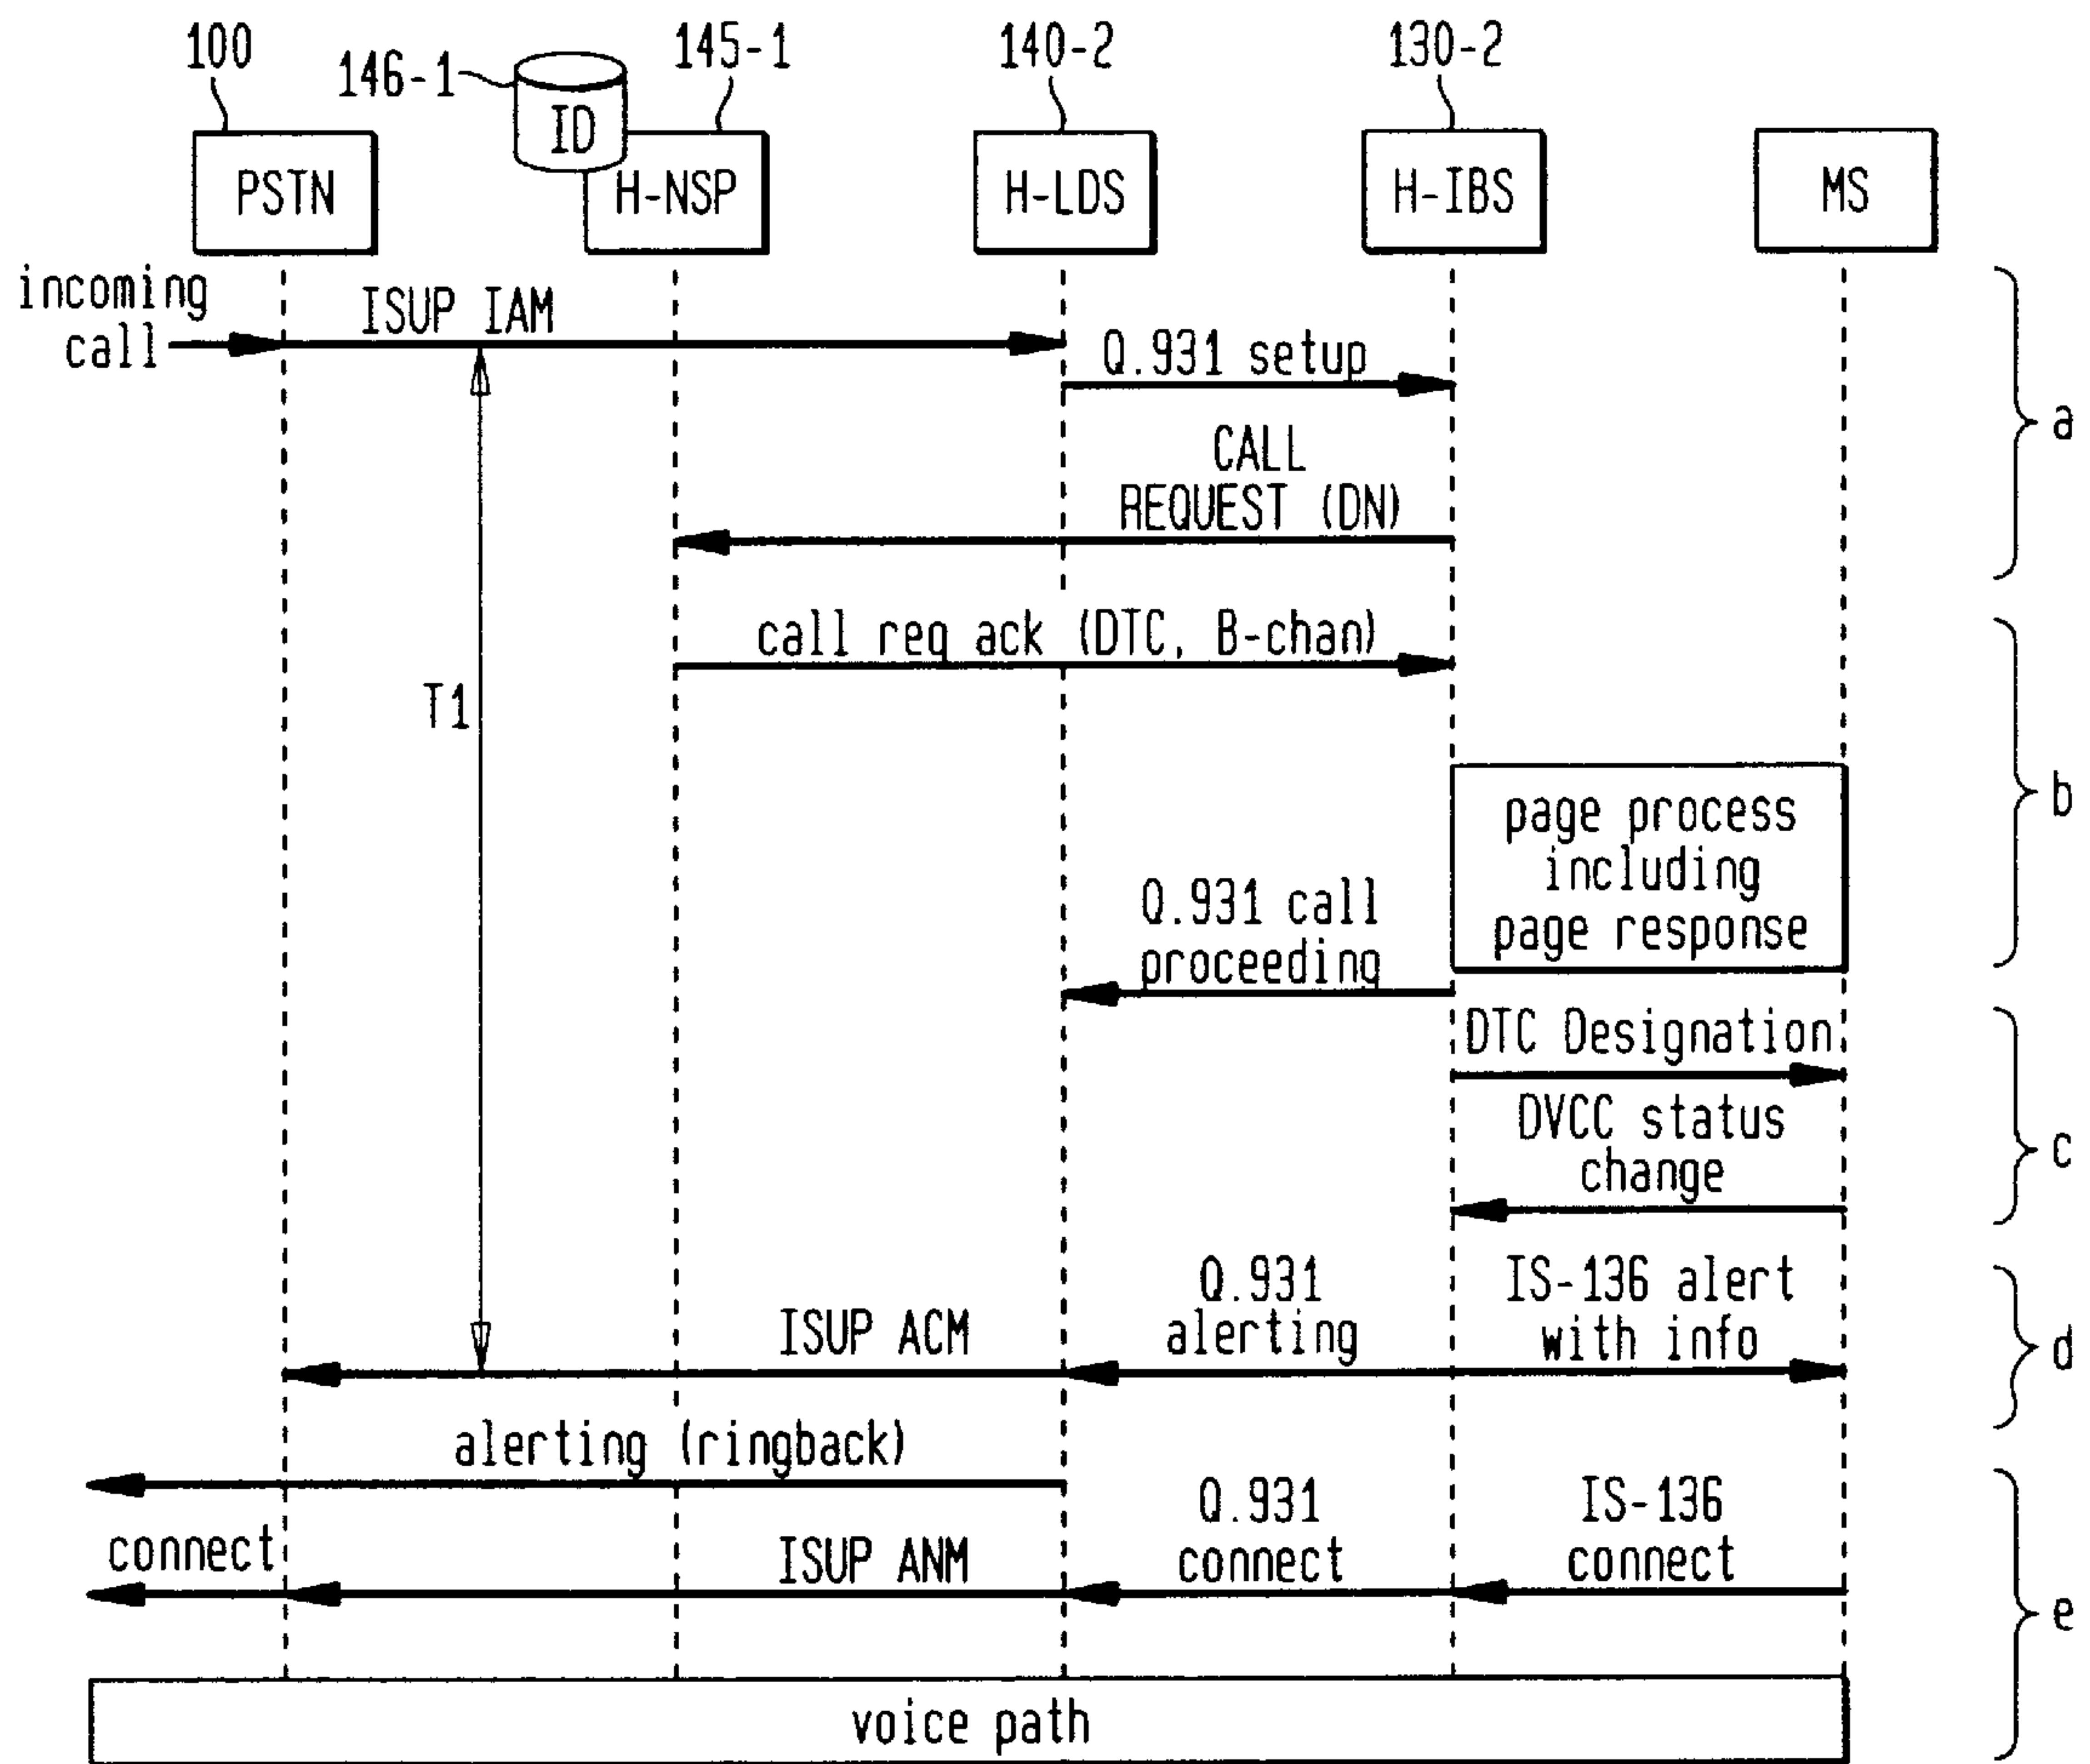 100
146-1
145-1
140-2
130-2
ID
PSTN
H-NSP
H-LDS
H-IBS
MS
incoming
call
ISUP IAM
Q.931 setup
CALL
REQUEST (DN)
a
call req ack (DTC, B-chan)
T1
page process
including
page response
b
Q.931 call
proceeding
DTC Designation
DVCC status
change
c
ISUP ACM
Q.931
alerting
IS-136 alert
with info
d
alerting (ringback)
connect
ISUP ANM
Q.931
connect
IS-136
connect
e
voice path